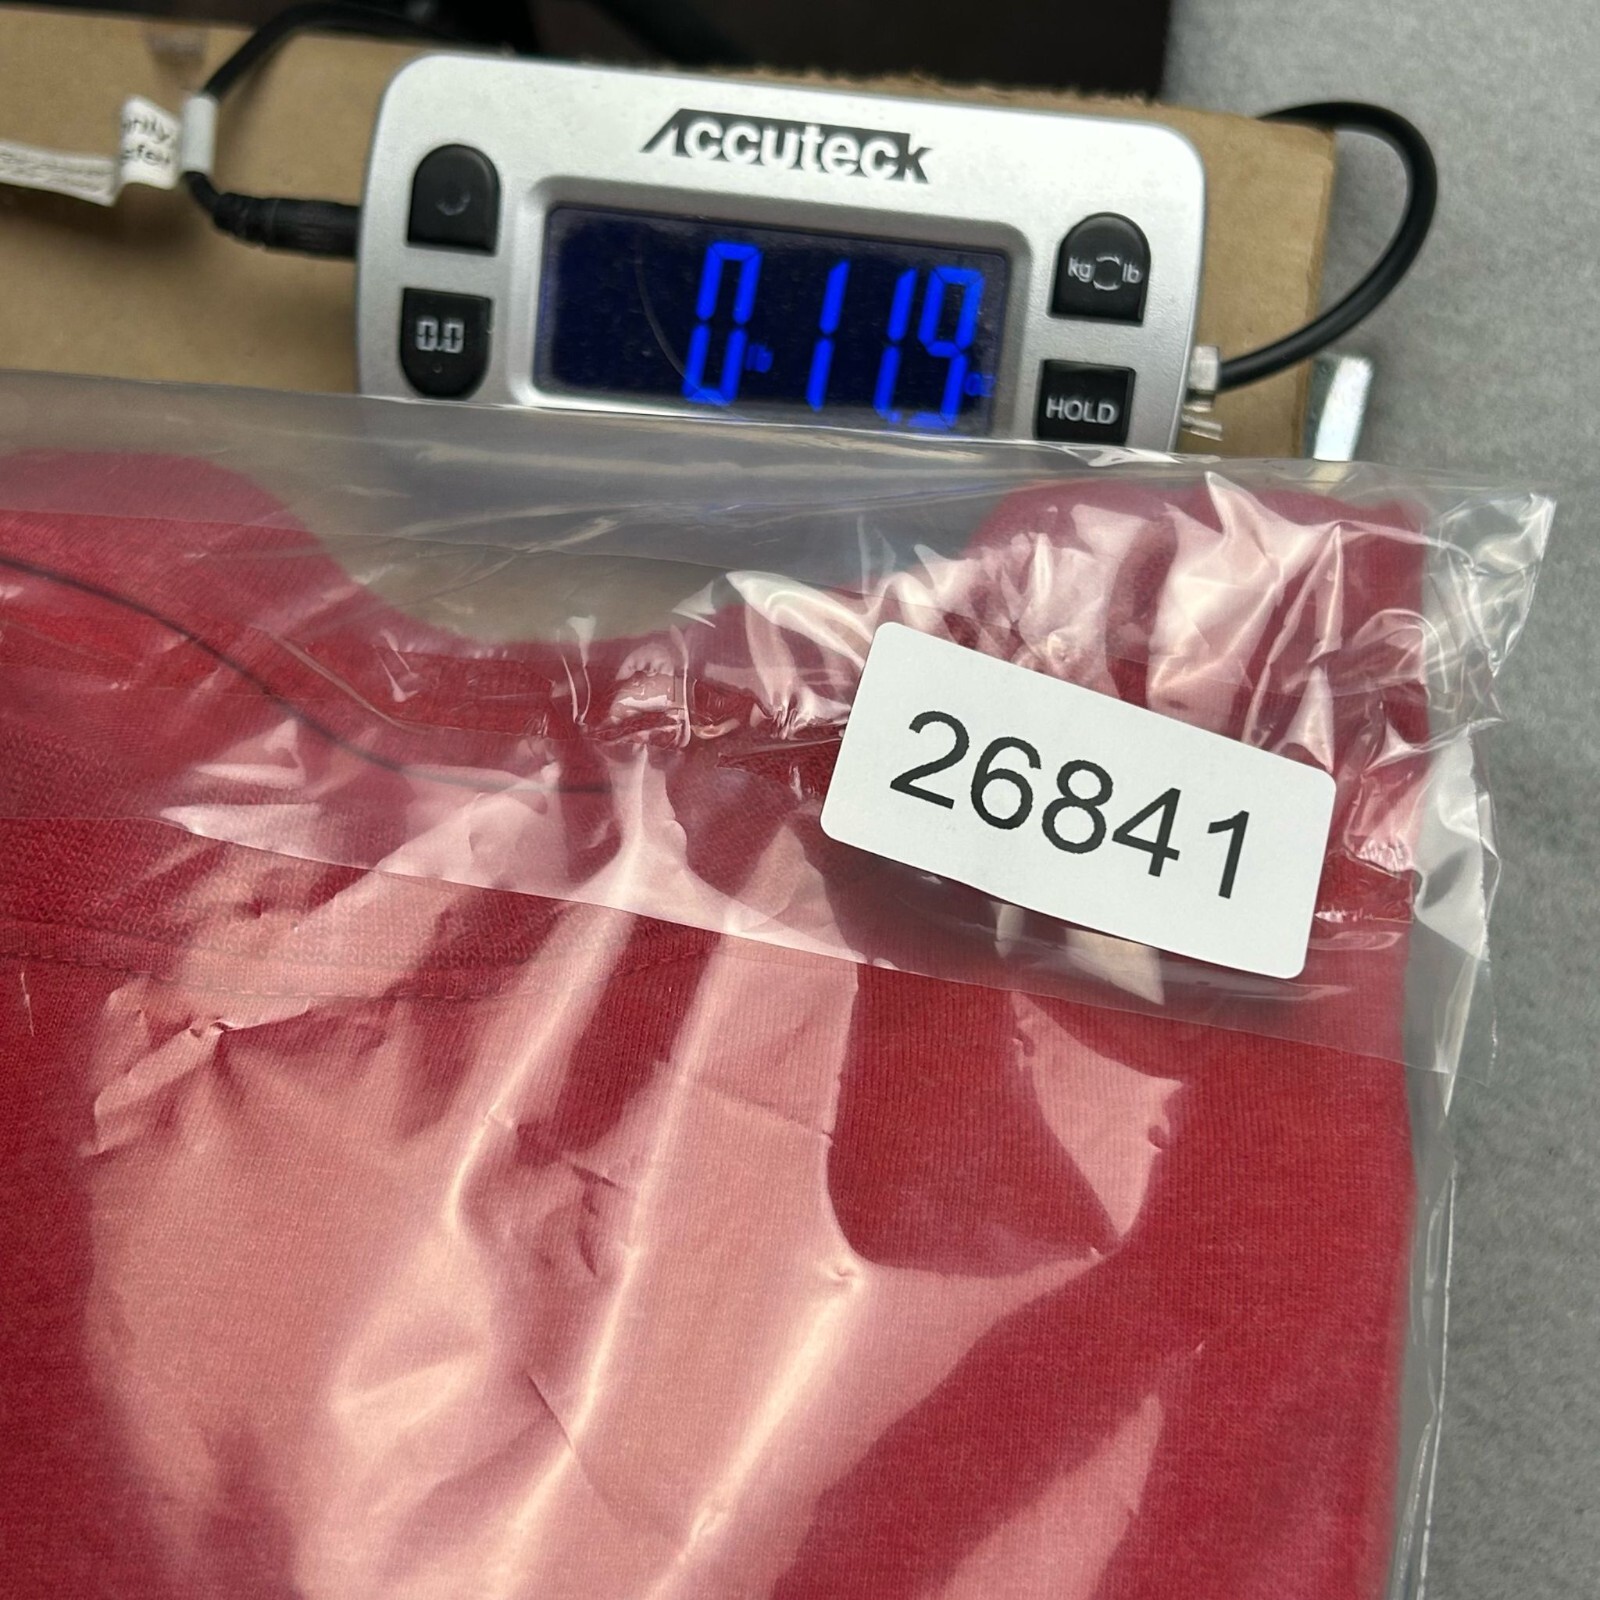 Accuteck
0.0
0 lb 11.9 oz
kg lb
HOLD
26841